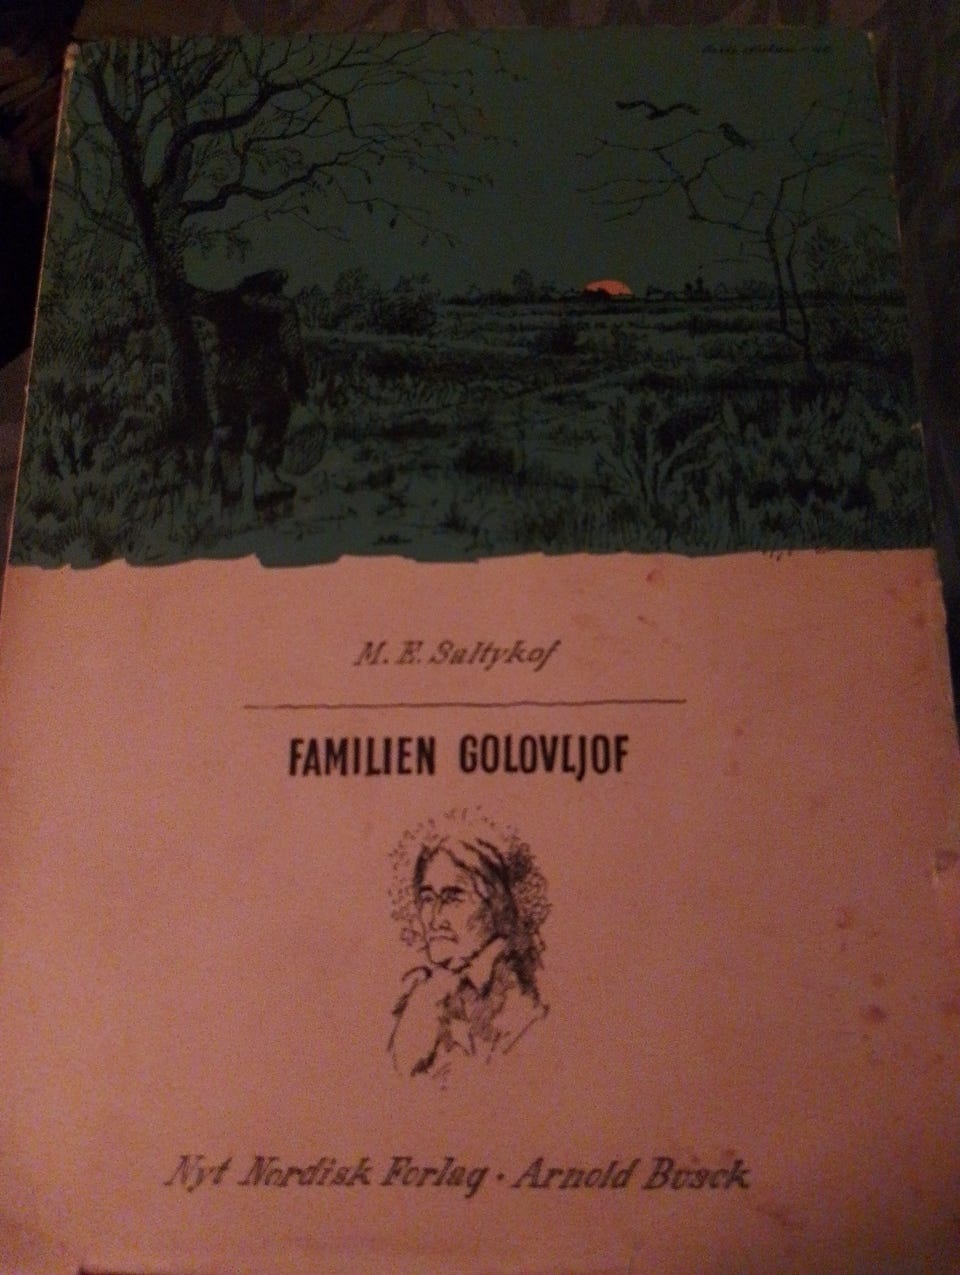 M. E. Saltykof
FAMILIEN GOLOVLJOF
Nyt Nordisk Forlag · Arnold Busck